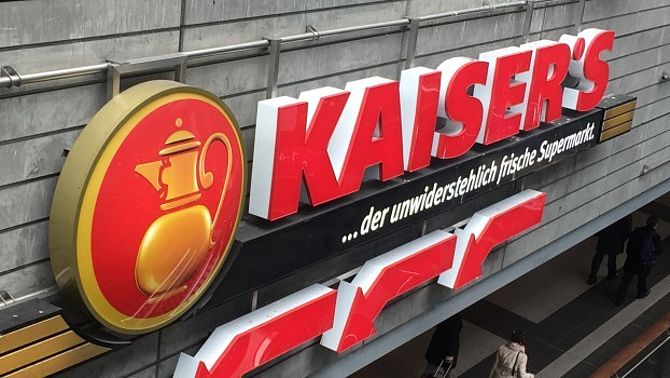 KAISER'S
...der unwiderstehlich frische Supermarkt.